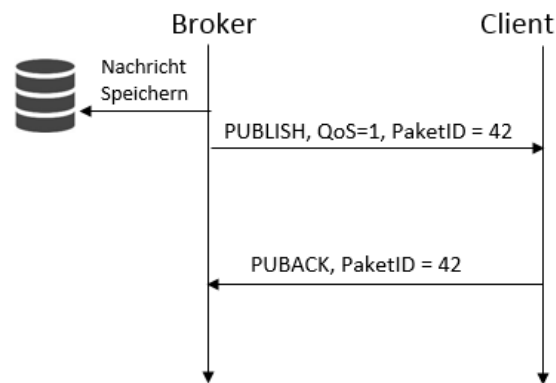 Broker
Client
Nachricht
Speichern
PUBLISH, QoS=1, PaketID = 42
PUBACK, PaketID = 42